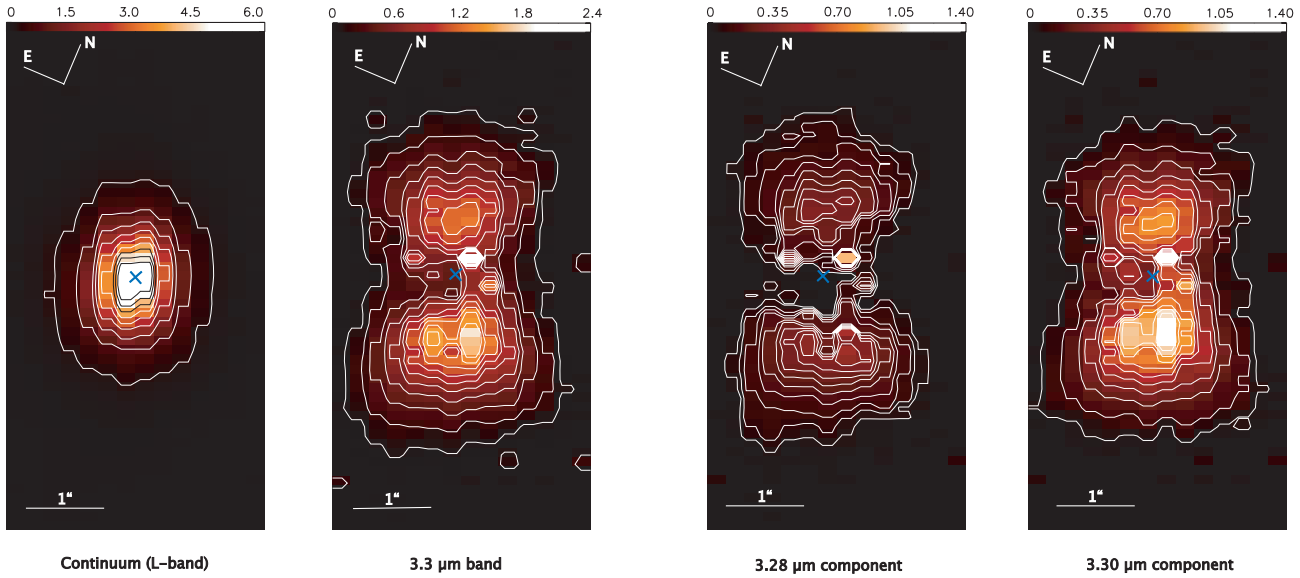 0 1.5 3.0 4.5 6.0
0 0.6 1.2 1.8 2.4
0 0.35 0.70 1.05 1.40
0 0.35 0.70 1.05 1.40
E N
E N
E N
E N
1“
1“
1“
1“
Continuum (L–band)
3.3 µm band
3.28 µm component
3.30 µm component